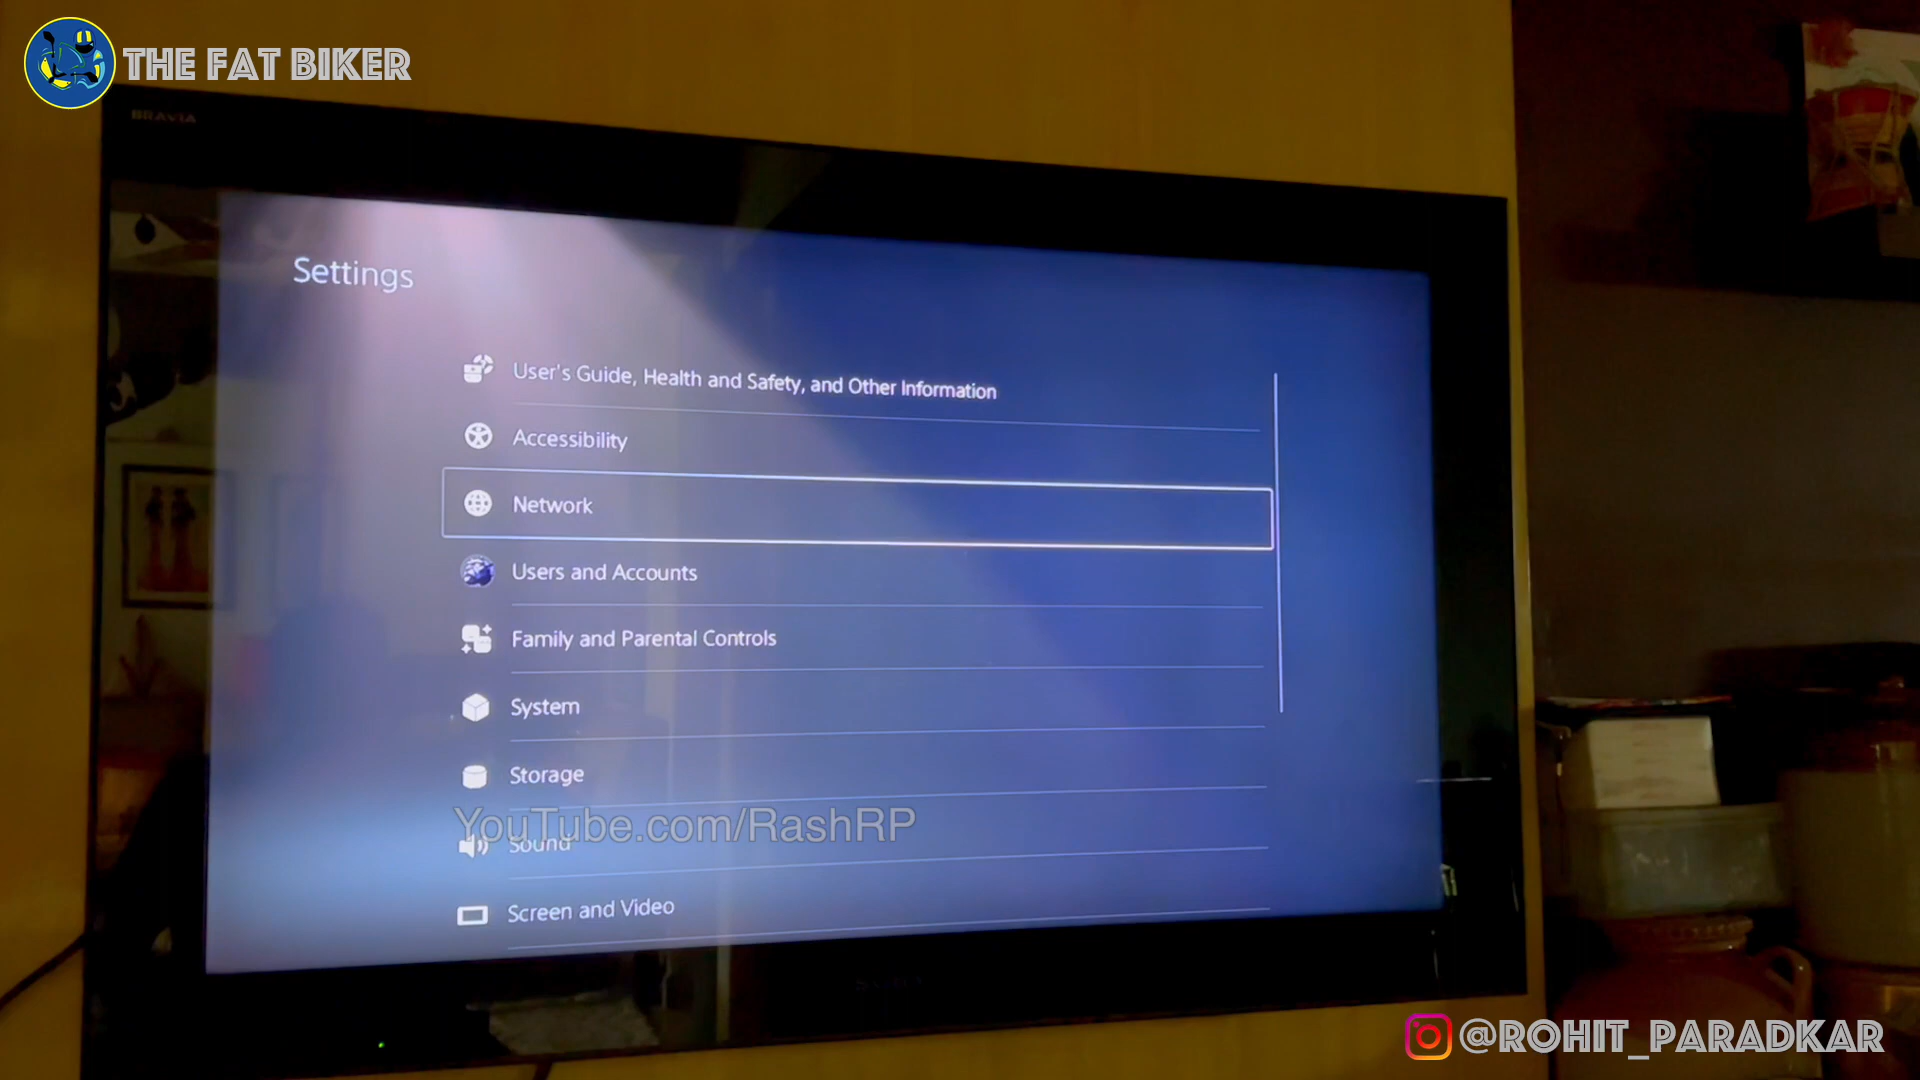 THE FAT BIKER
BRAVIA
Settings
User's Guide, Health and Safety, and Other Information
Accessibility
Network
Users and Accounts
Family and Parental Controls
System
Storage
YouTube.com/RashRP
Sound
Screen and Video
@ROHIT_PARADKAR